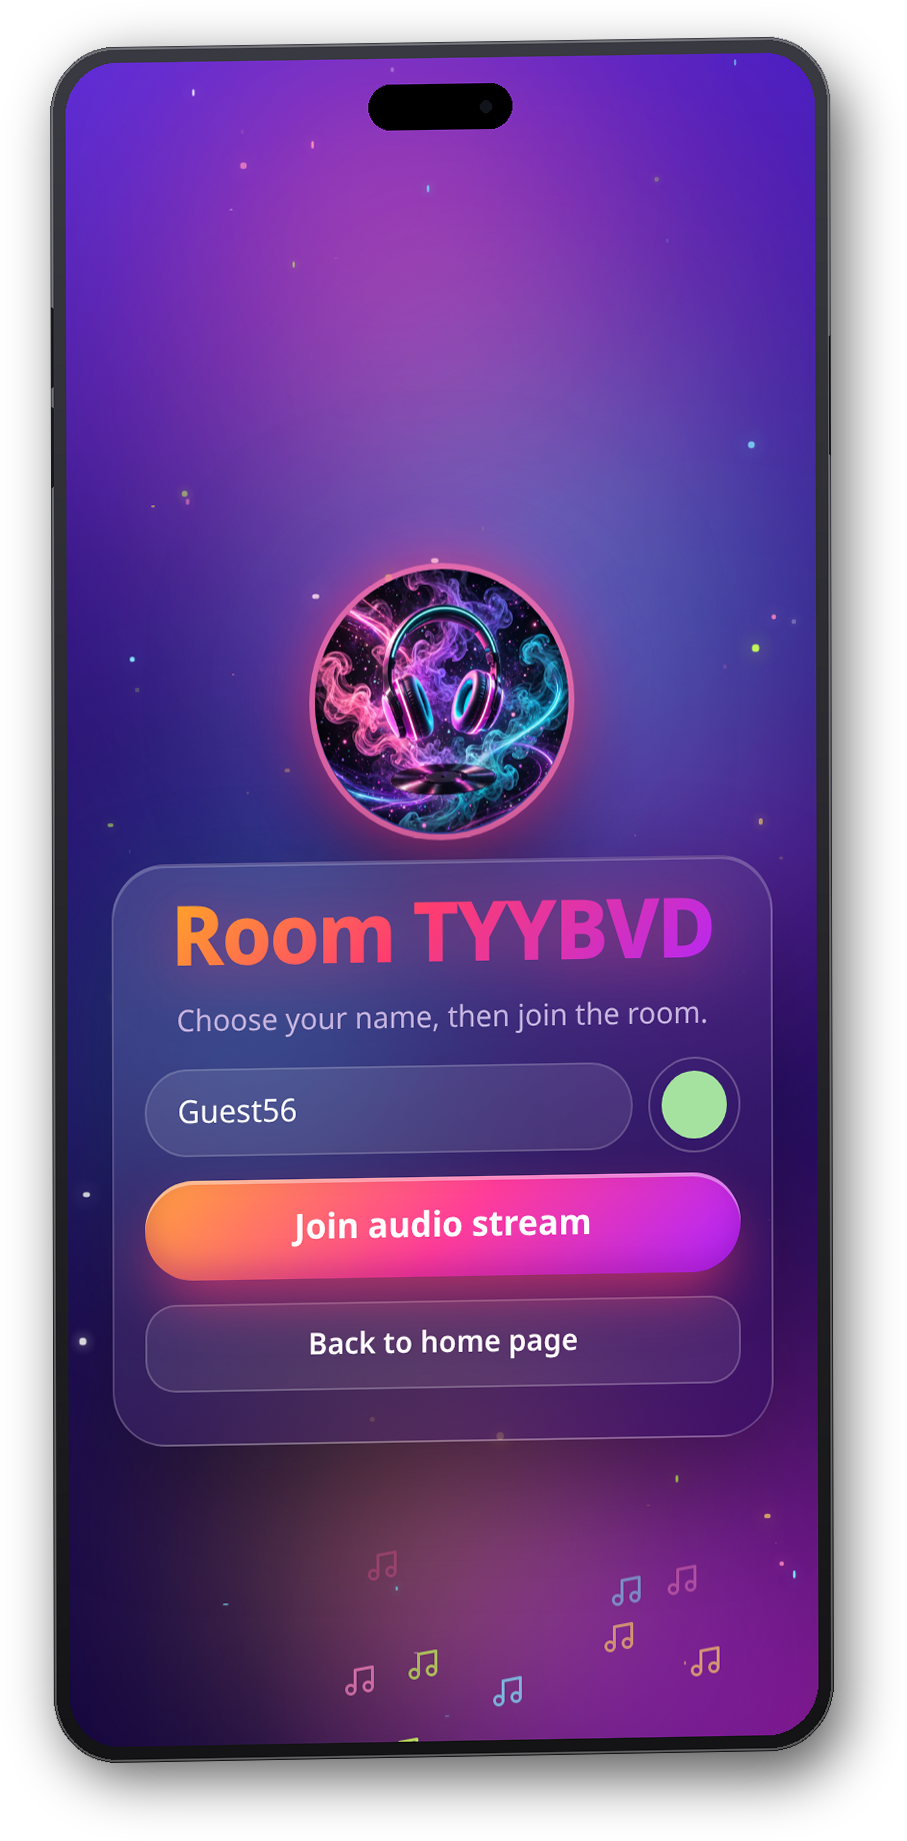 Room TYYBVD
Choose your name, then join the room.
Guest56
Join audio stream
Back to home page